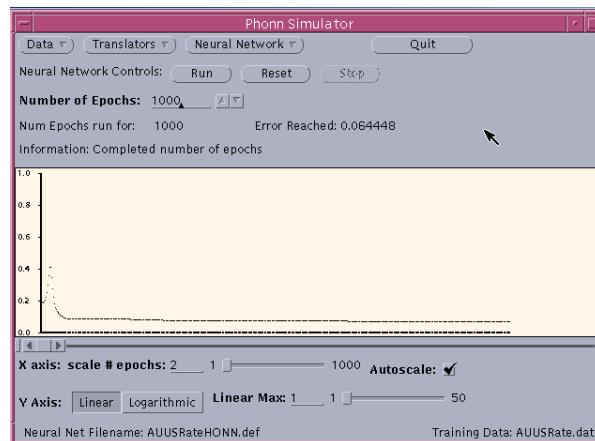 Phonn Simulator
Data Translators Neural Network Quit
Neural Network Controls: Run Reset Stop
Number of Epochs: 1000
Num Epochs run for: 1000 Error Reached: 0.064448
Information: Completed number of epochs
1.0
0.8
0.6
0.4
0.2
0.0
X axis: scale # epochs: 2 1 1000 Autoscale:
Y Axis: Linear Logarithmic Linear Max: 1 1 50
Neural Net Filename: AUUSRateHONN.def Training Data: AUUSRate.dat